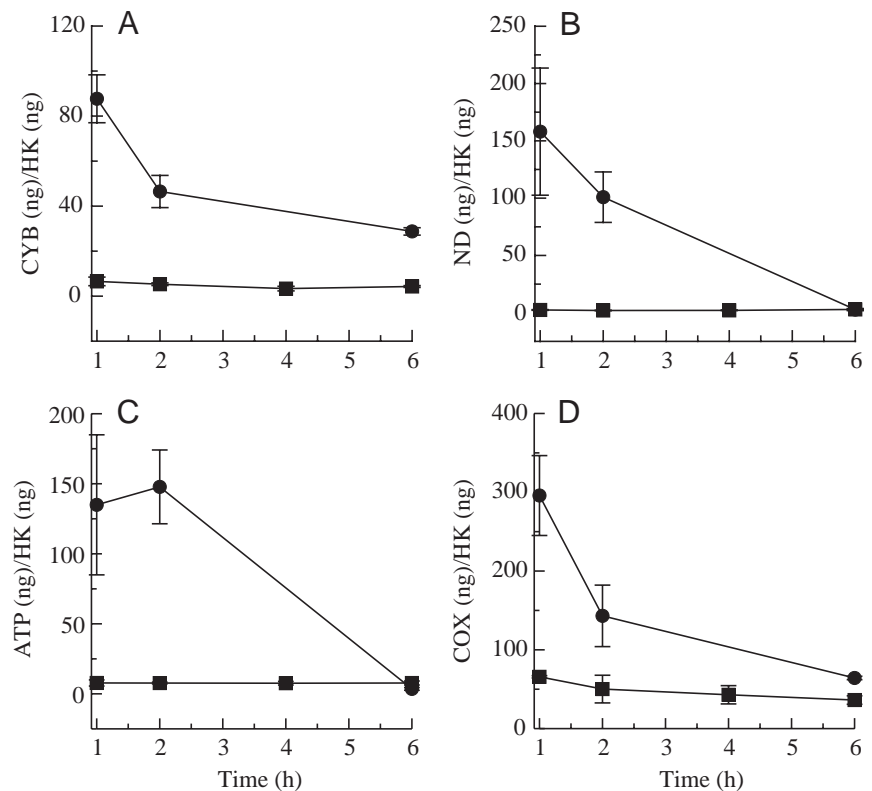 A
CYB (ng)/HK (ng)
120
80
40
0
1 2 3 4 5 6
B
ND (ng)/HK (ng)
250
200
150
100
50
0
1 2 3 4 5 6
C
ATP (ng)/HK (ng)
200
150
100
50
0
1 2 3 4 5 6
Time (h)
D
COX (ng)/HK (ng)
400
300
200
100
0
1 2 3 4 5 6
Time (h)